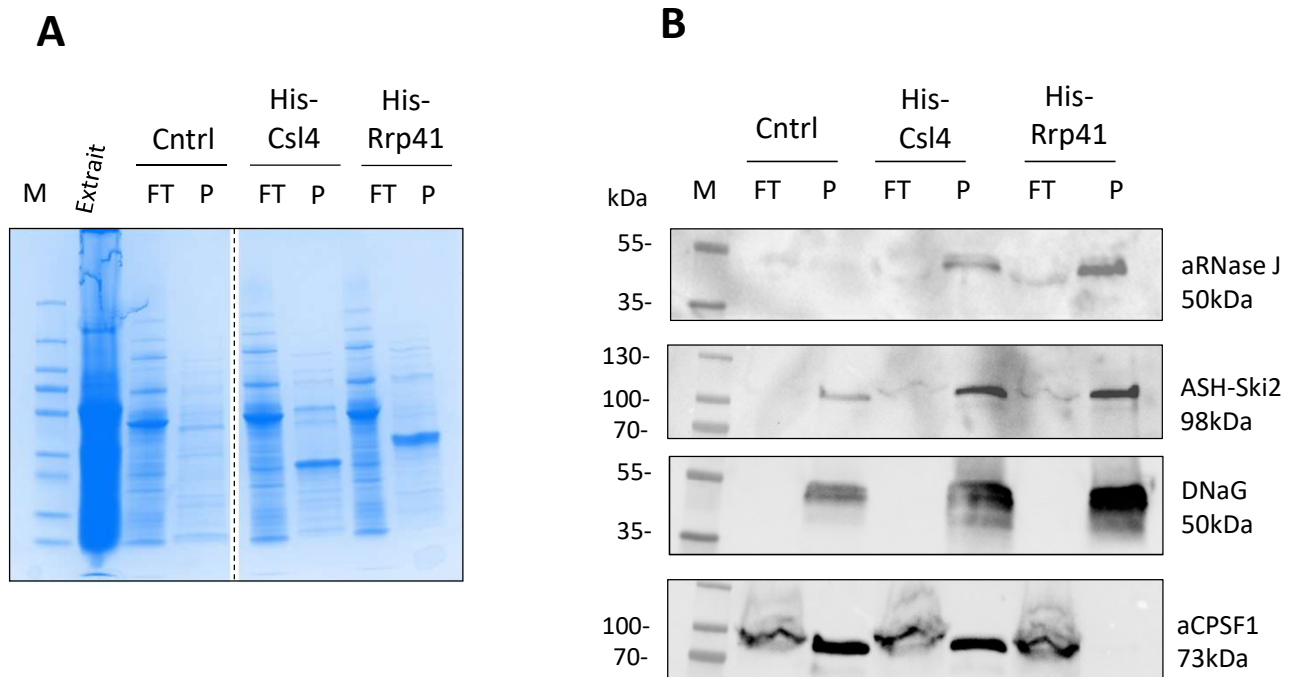 A
His-
Csl4
His-
Rrp41
Cntrl
M
Extrait
FT
P
FT
P
FT
P
B
His-
Csl4
His-
Rrp41
Cntrl
kDa
M
FT
P
FT
P
FT
P
55-
35-
aRNase J
50kDa
130-
100-
70-
ASH-Ski2
98kDa
55-
35-
DNaG
50kDa
100-
70-
aCPSF1
73kDa